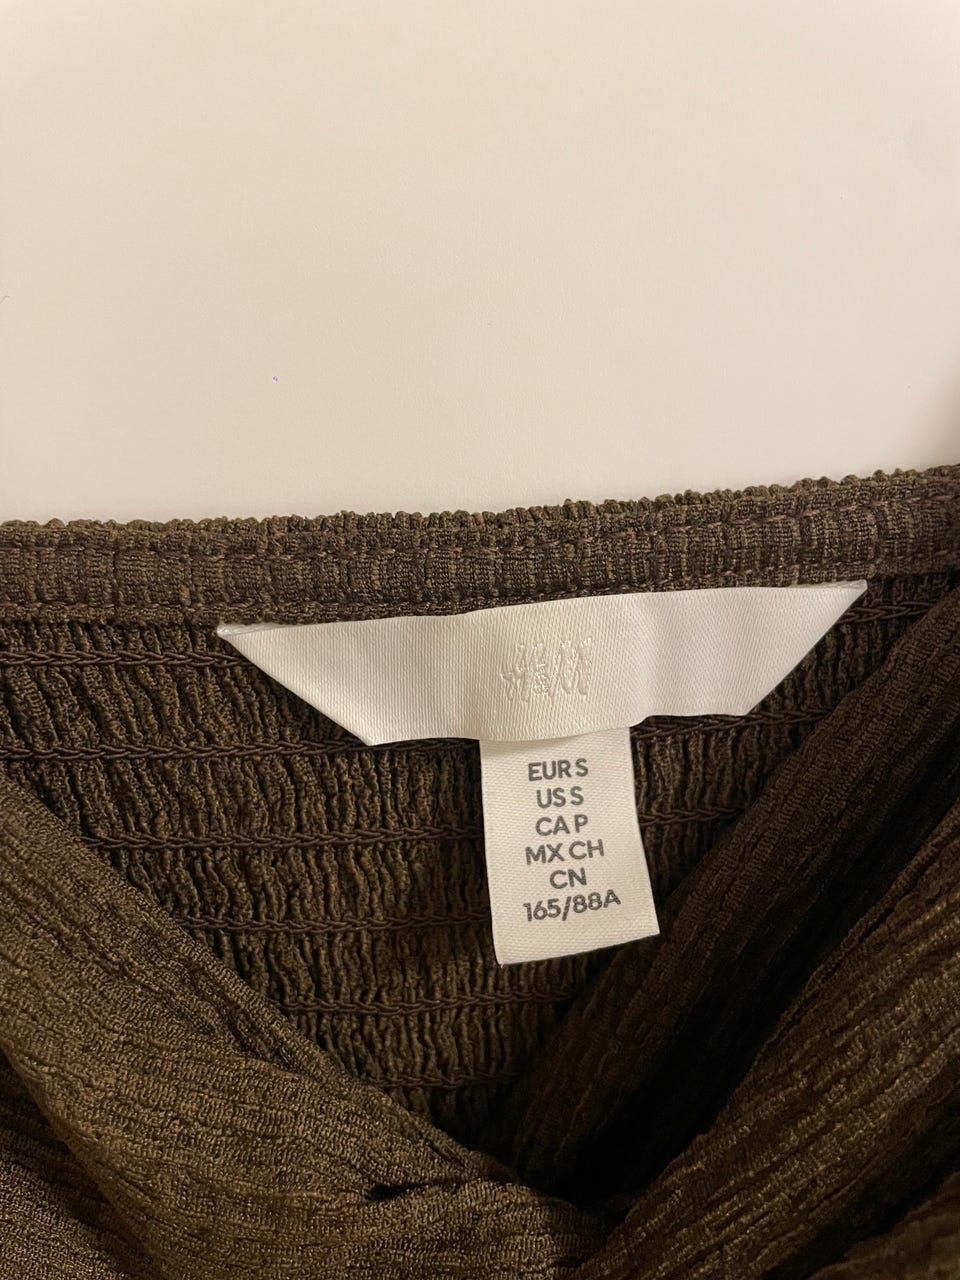 H&M
EUR S
US S
CA P
MX CH
CN
165/88A